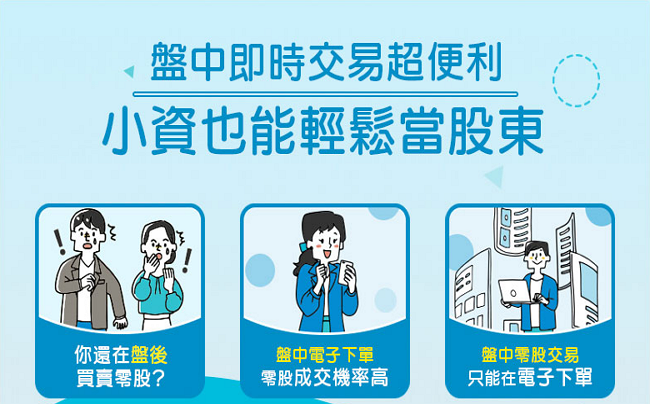 盤中即時交易超便利
小資也能輕鬆當股東
你還在盤後
買賣零股?
盤中電子下單
零股成交機率高
盤中零股交易
只能在電子下單